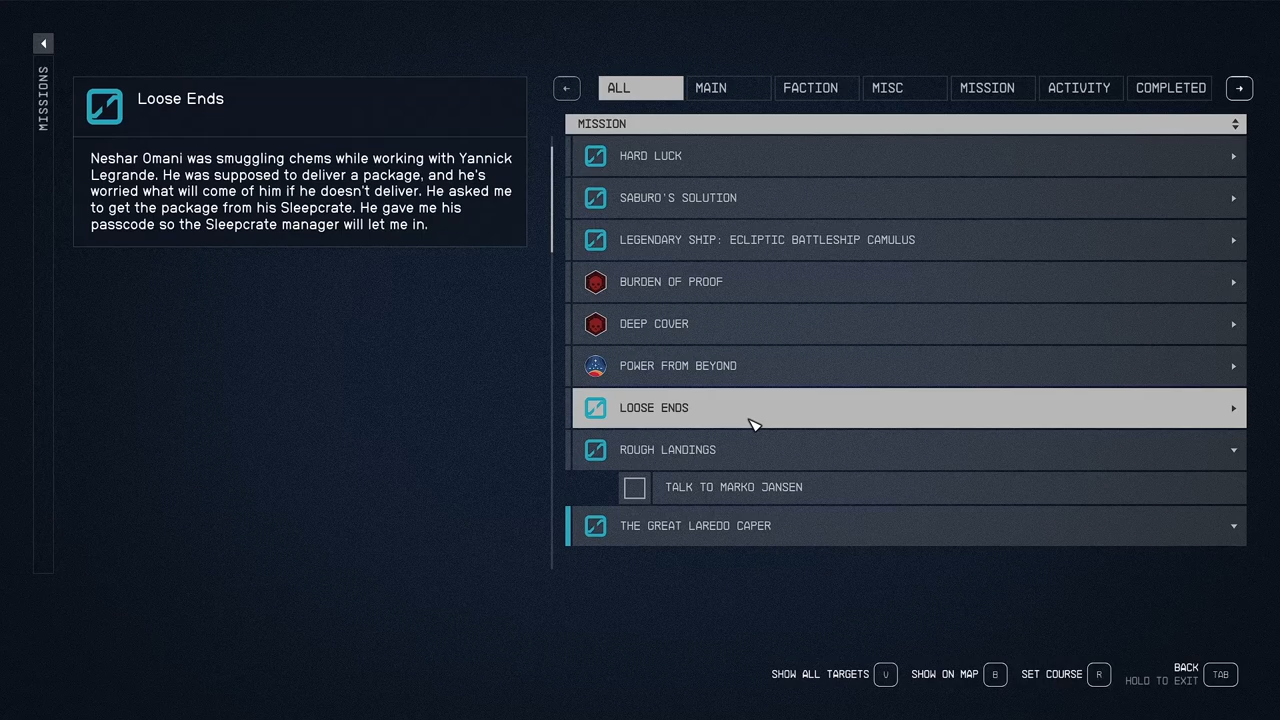 MISSIONS
Loose Ends
Neshar Omani was smuggling chems while working with Yannick
Legrande. He was supposed to deliver a package, and he's
worried what will come of him if he doesn't deliver. He asked me
to get the package from his Sleepcrate. He gave me his
passcode so the Sleepcrate manager will let me in.
ALL MAIN FACTION MISC MISSION ACTIVITY COMPLETED
MISSION
HARD LUCK
SABURO'S SOLUTION
LEGENDARY SHIP: ECLIPTIC BATTLESHIP CAMULUS
BURDEN OF PROOF
DEEP COVER
POWER FROM BEYOND
LOOSE ENDS
ROUGH LANDINGS
TALK TO MARKO JANSEN
THE GREAT LAREDO CAPER
SHOW ALL TARGETS V SHOW ON MAP B SET COURSE R BACK TAB
HOLD TO EXIT